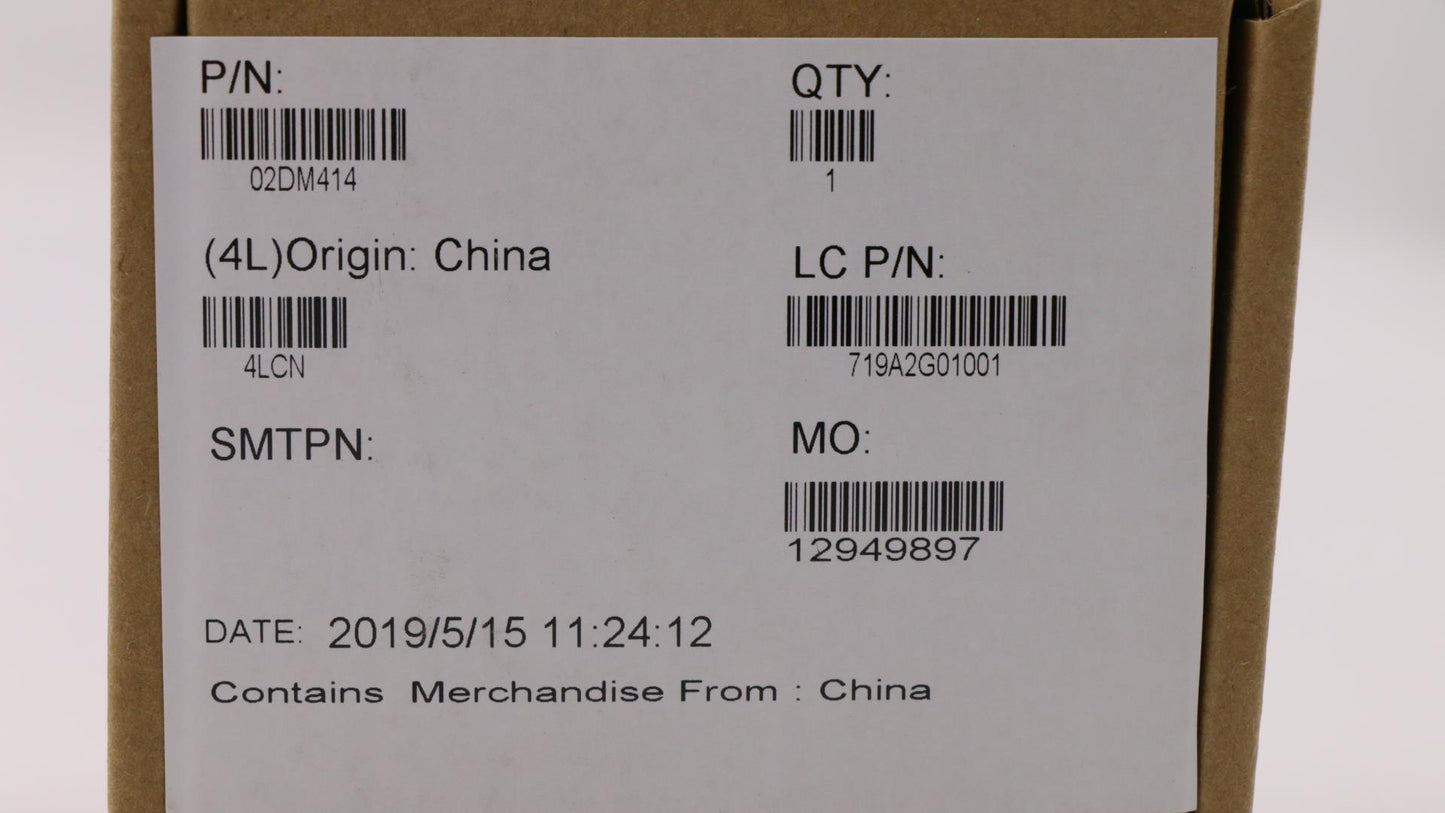 P/N:
02DM414
QTY:
1
(4L)Origin: China
4LCN
LC P/N:
719A2G01001
SMTPN:
MO:
12949897
DATE: 2019/5/15 11:24:12
Contains Merchandise From : China